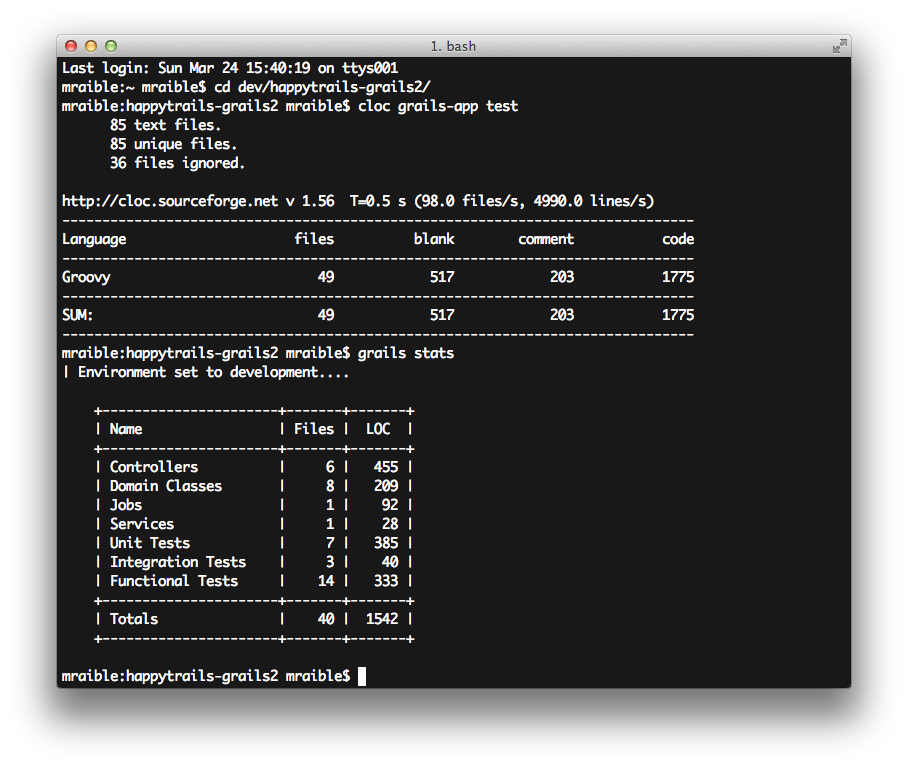 1. bash
Last login: Sun Mar 24 15:40:19 on ttys001
mraible:~ mraible$ cd dev/happytrails-grails2/
mraible:happytrails-grails2 mraible$ cloc grails-app test
      85 text files.
      85 unique files.
      36 files ignored.

http://cloc.sourceforge.net v 1.56  T=0.5 s (98.0 files/s, 4990.0 lines/s)
-------------------------------------------------------------------------------
Language                     files          blank        comment           code
-------------------------------------------------------------------------------
Groovy                          49            517            203           1775
-------------------------------------------------------------------------------
SUM:                            49            517            203           1775
-------------------------------------------------------------------------------
mraible:happytrails-grails2 mraible$ grails stats
| Environment set to development....

    +----------------------+-------+-------+
    | Name                 | Files |  LOC  |
    +----------------------+-------+-------+
    | Controllers          |     6 |   455 |
    | Domain Classes       |     8 |   209 |
    | Jobs                 |     1 |    92 |
    | Services             |     1 |    28 |
    | Unit Tests           |     7 |   385 |
    | Integration Tests    |     3 |    40 |
    | Functional Tests     |    14 |   333 |
    +----------------------+-------+-------+
    | Totals               |    40 |  1542 |
    +----------------------+-------+-------+

mraible:happytrails-grails2 mraible$